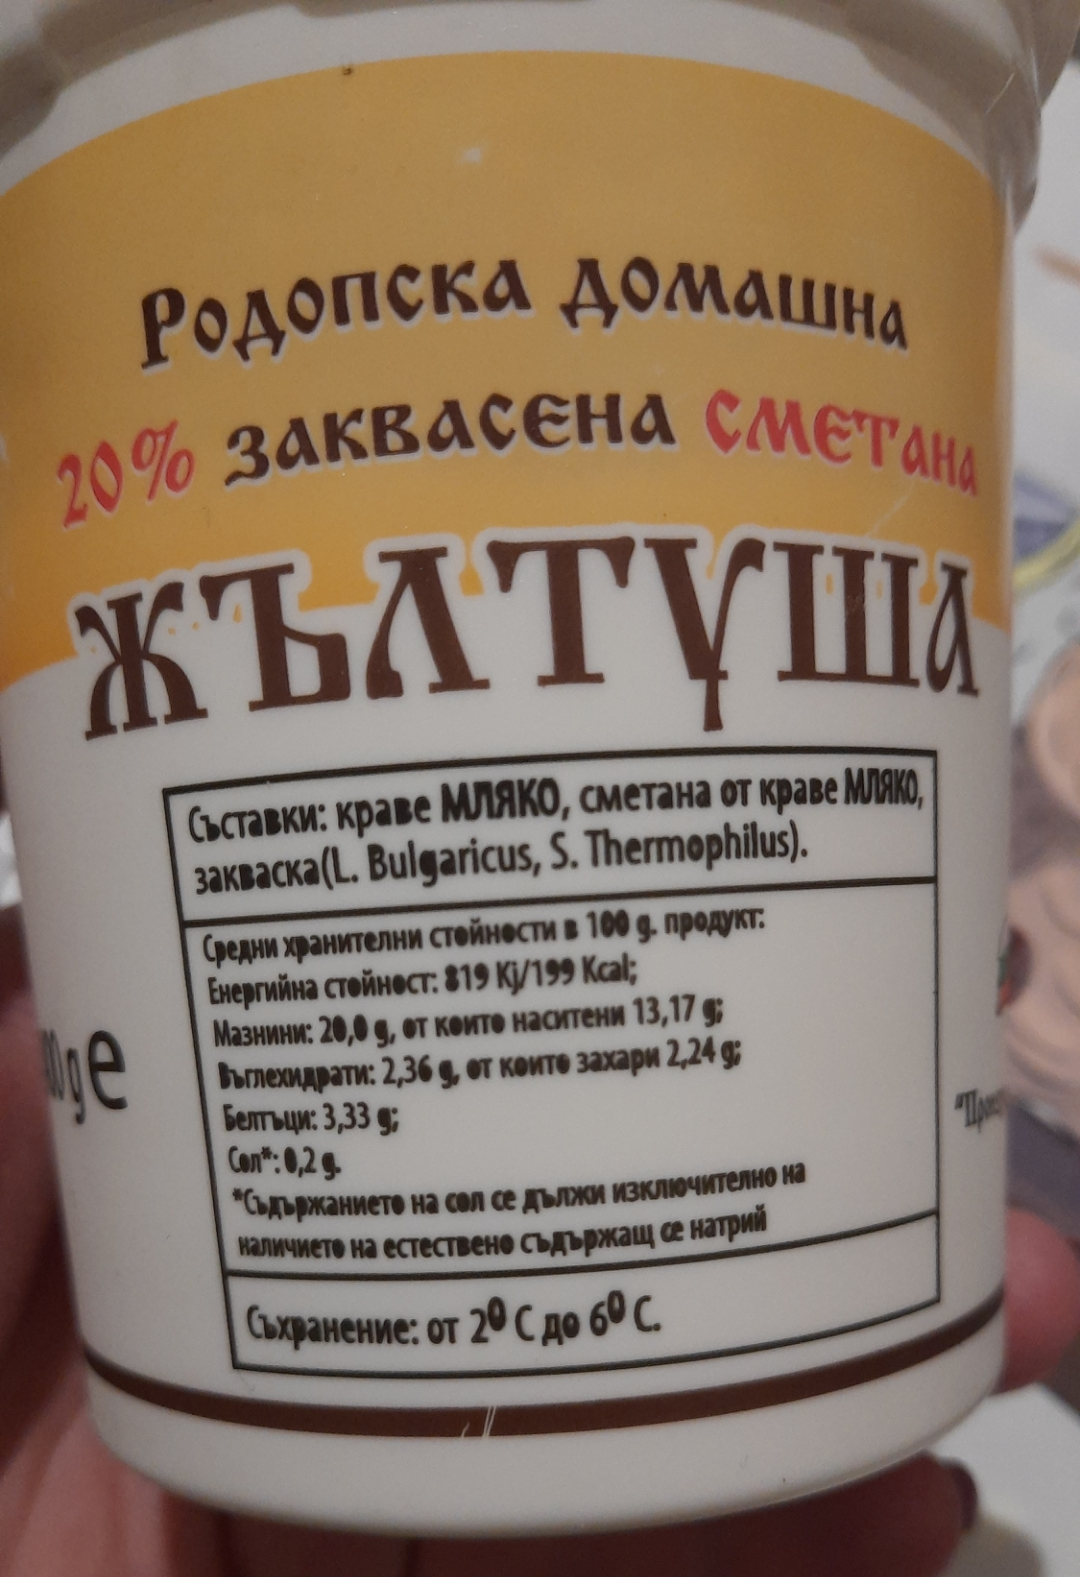 Родопска домашна
20% заквасена сметана
ЖЪЛТУША
Съставки: краве МЛЯКО, сметана от краве МЛЯКО,
закваска(L. Bulgaricus, S. Thermophilus).
Средни хранителни стойности в 100 g. продукт:
Енергийна стойност: 819 Kj/199 Kcal;
Мазнини: 20,0 g, от които наситени 13,17 g;
Въглехидрати: 2,36 g, от които захари 2,24 g;
Белтъци: 3,33 g;
Сол*: 0,2 g.
*Съдържанието на сол се дължи изключително на
наличието на естествено съдържащ се натрий
Съхранение: от 2⁰ C до 6⁰ C.